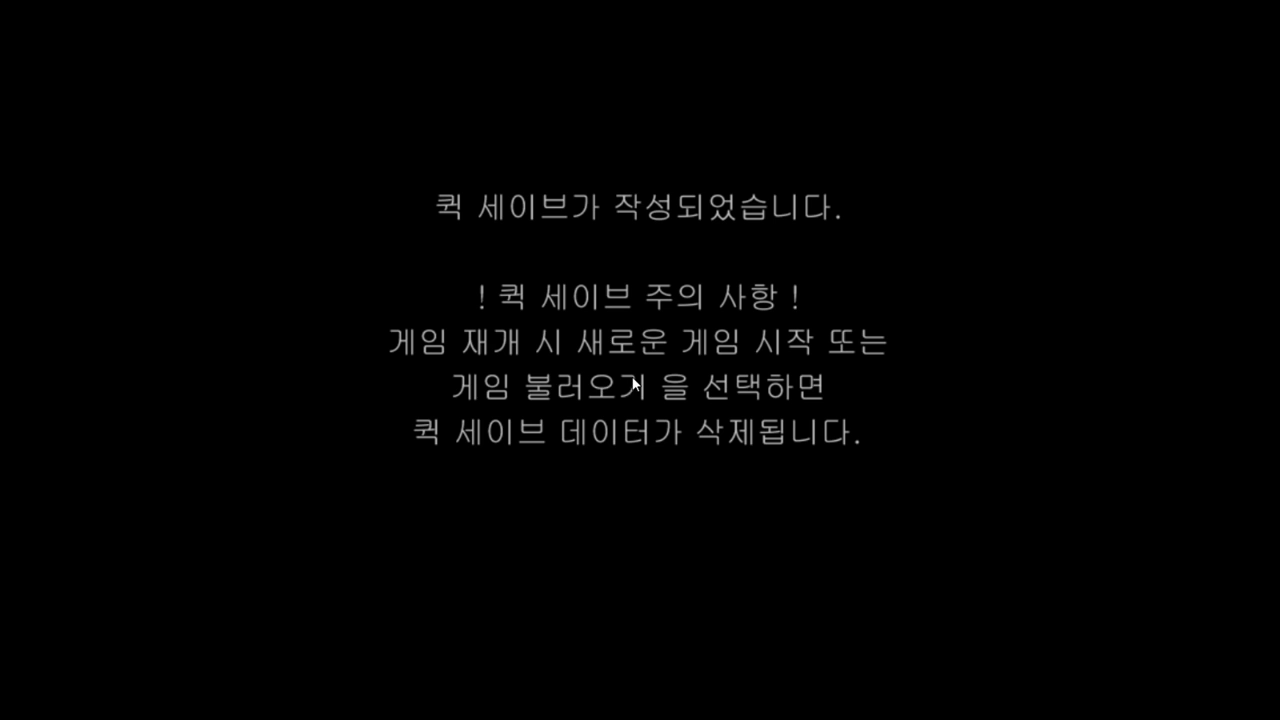 퀵 세이브가 작성되었습니다.
! 퀵 세이브 주의 사항 !
게임 재개 시 새로운 게임 시작 또는
게임 불러오기 을 선택하면
퀵 세이브 데이터가 삭제됩니다.